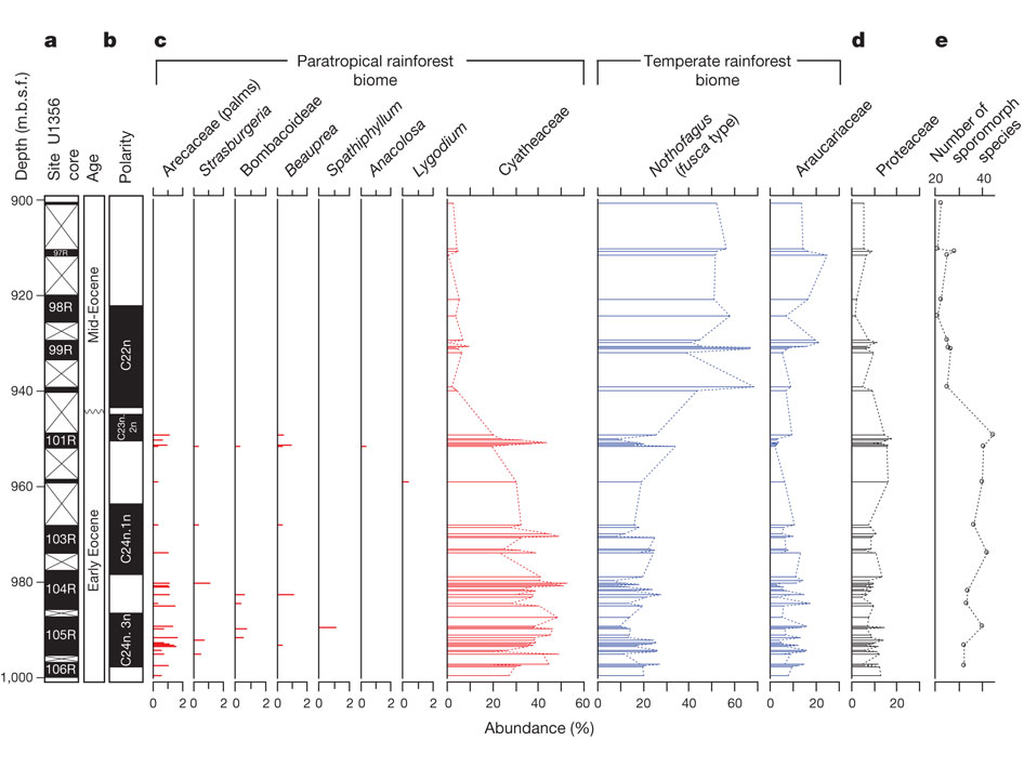 a b c d e
Paratropical rainforest
biome
Temperate rainforest
biome
Depth (m.b.s.f.)
Site U1356
core
Age
Polarity
Arecaceae (palms)
Strasburgeria
Bombacoideae
Beauprea
Spathiphyllum
Anacolosa
Lygodium
Cyatheaceae
Nothofagus
(fusca type)
Araucariaceae
Proteaceae
Number of
sporomorph
species
20 40
900
920
940
960
980
1,000
97R
98R
99R
101R
103R
104R
105R
106R
Mid-Eocene
Early Eocene
C22n
C23n.
2n
C24n.1n
C24n. 3n
0 2 0 2 0 2 0 2 0 2 0 2 0 2 0 20 40 60 0 20 40 60 0 20 0 20
Abundance (%)